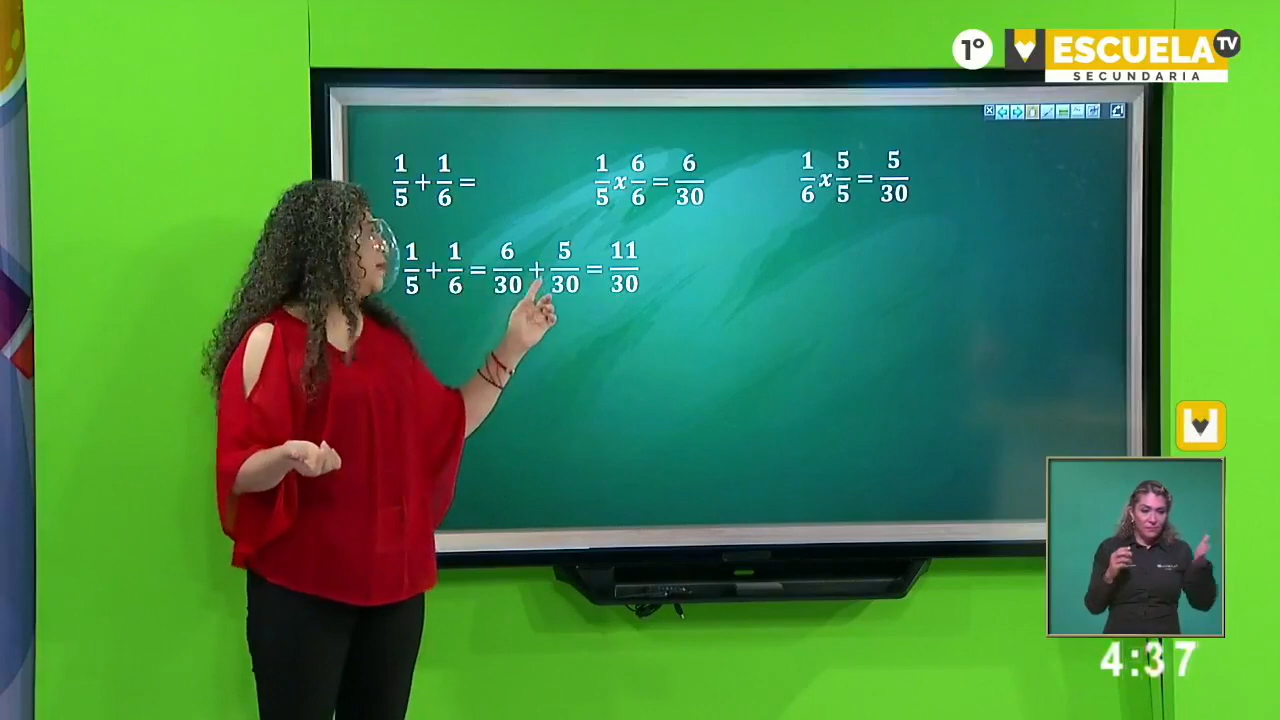 1º ESCUELA TV
SECUNDARIA
1/5 + 1/6 =
1/5 x 6/6 = 6/30
1/6 x 5/5 = 5/30
1/5 + 1/6 = 6/30 + 5/30 = 11/30
4:37